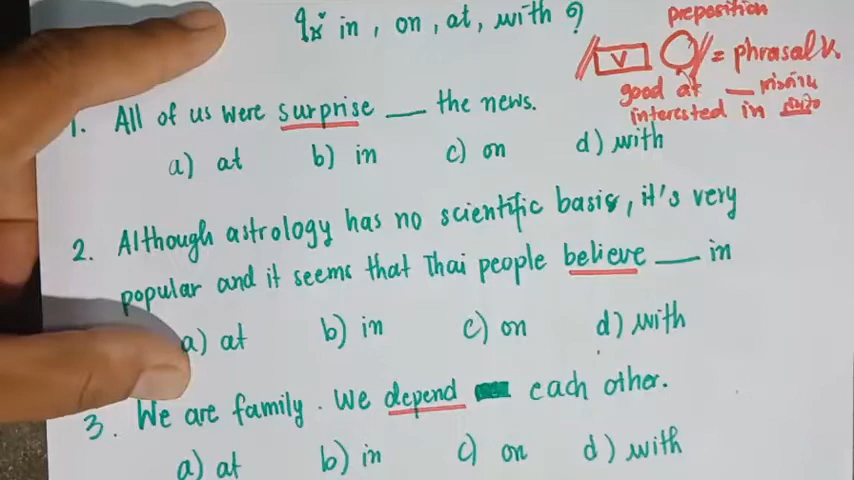 ใช้ in, on, at, with ?
preposition
V = phrasal v.
good at
interested in
1. All of us were surprise ___ the news.
a) at b) in c) on d) with
2. Although astrology has no scientific basis, it's very
popular and it seems that Thai people believe ___ in
a) at b) in c) on d) with
3. We are family. We depend each other.
a) at b) in c) on d) with